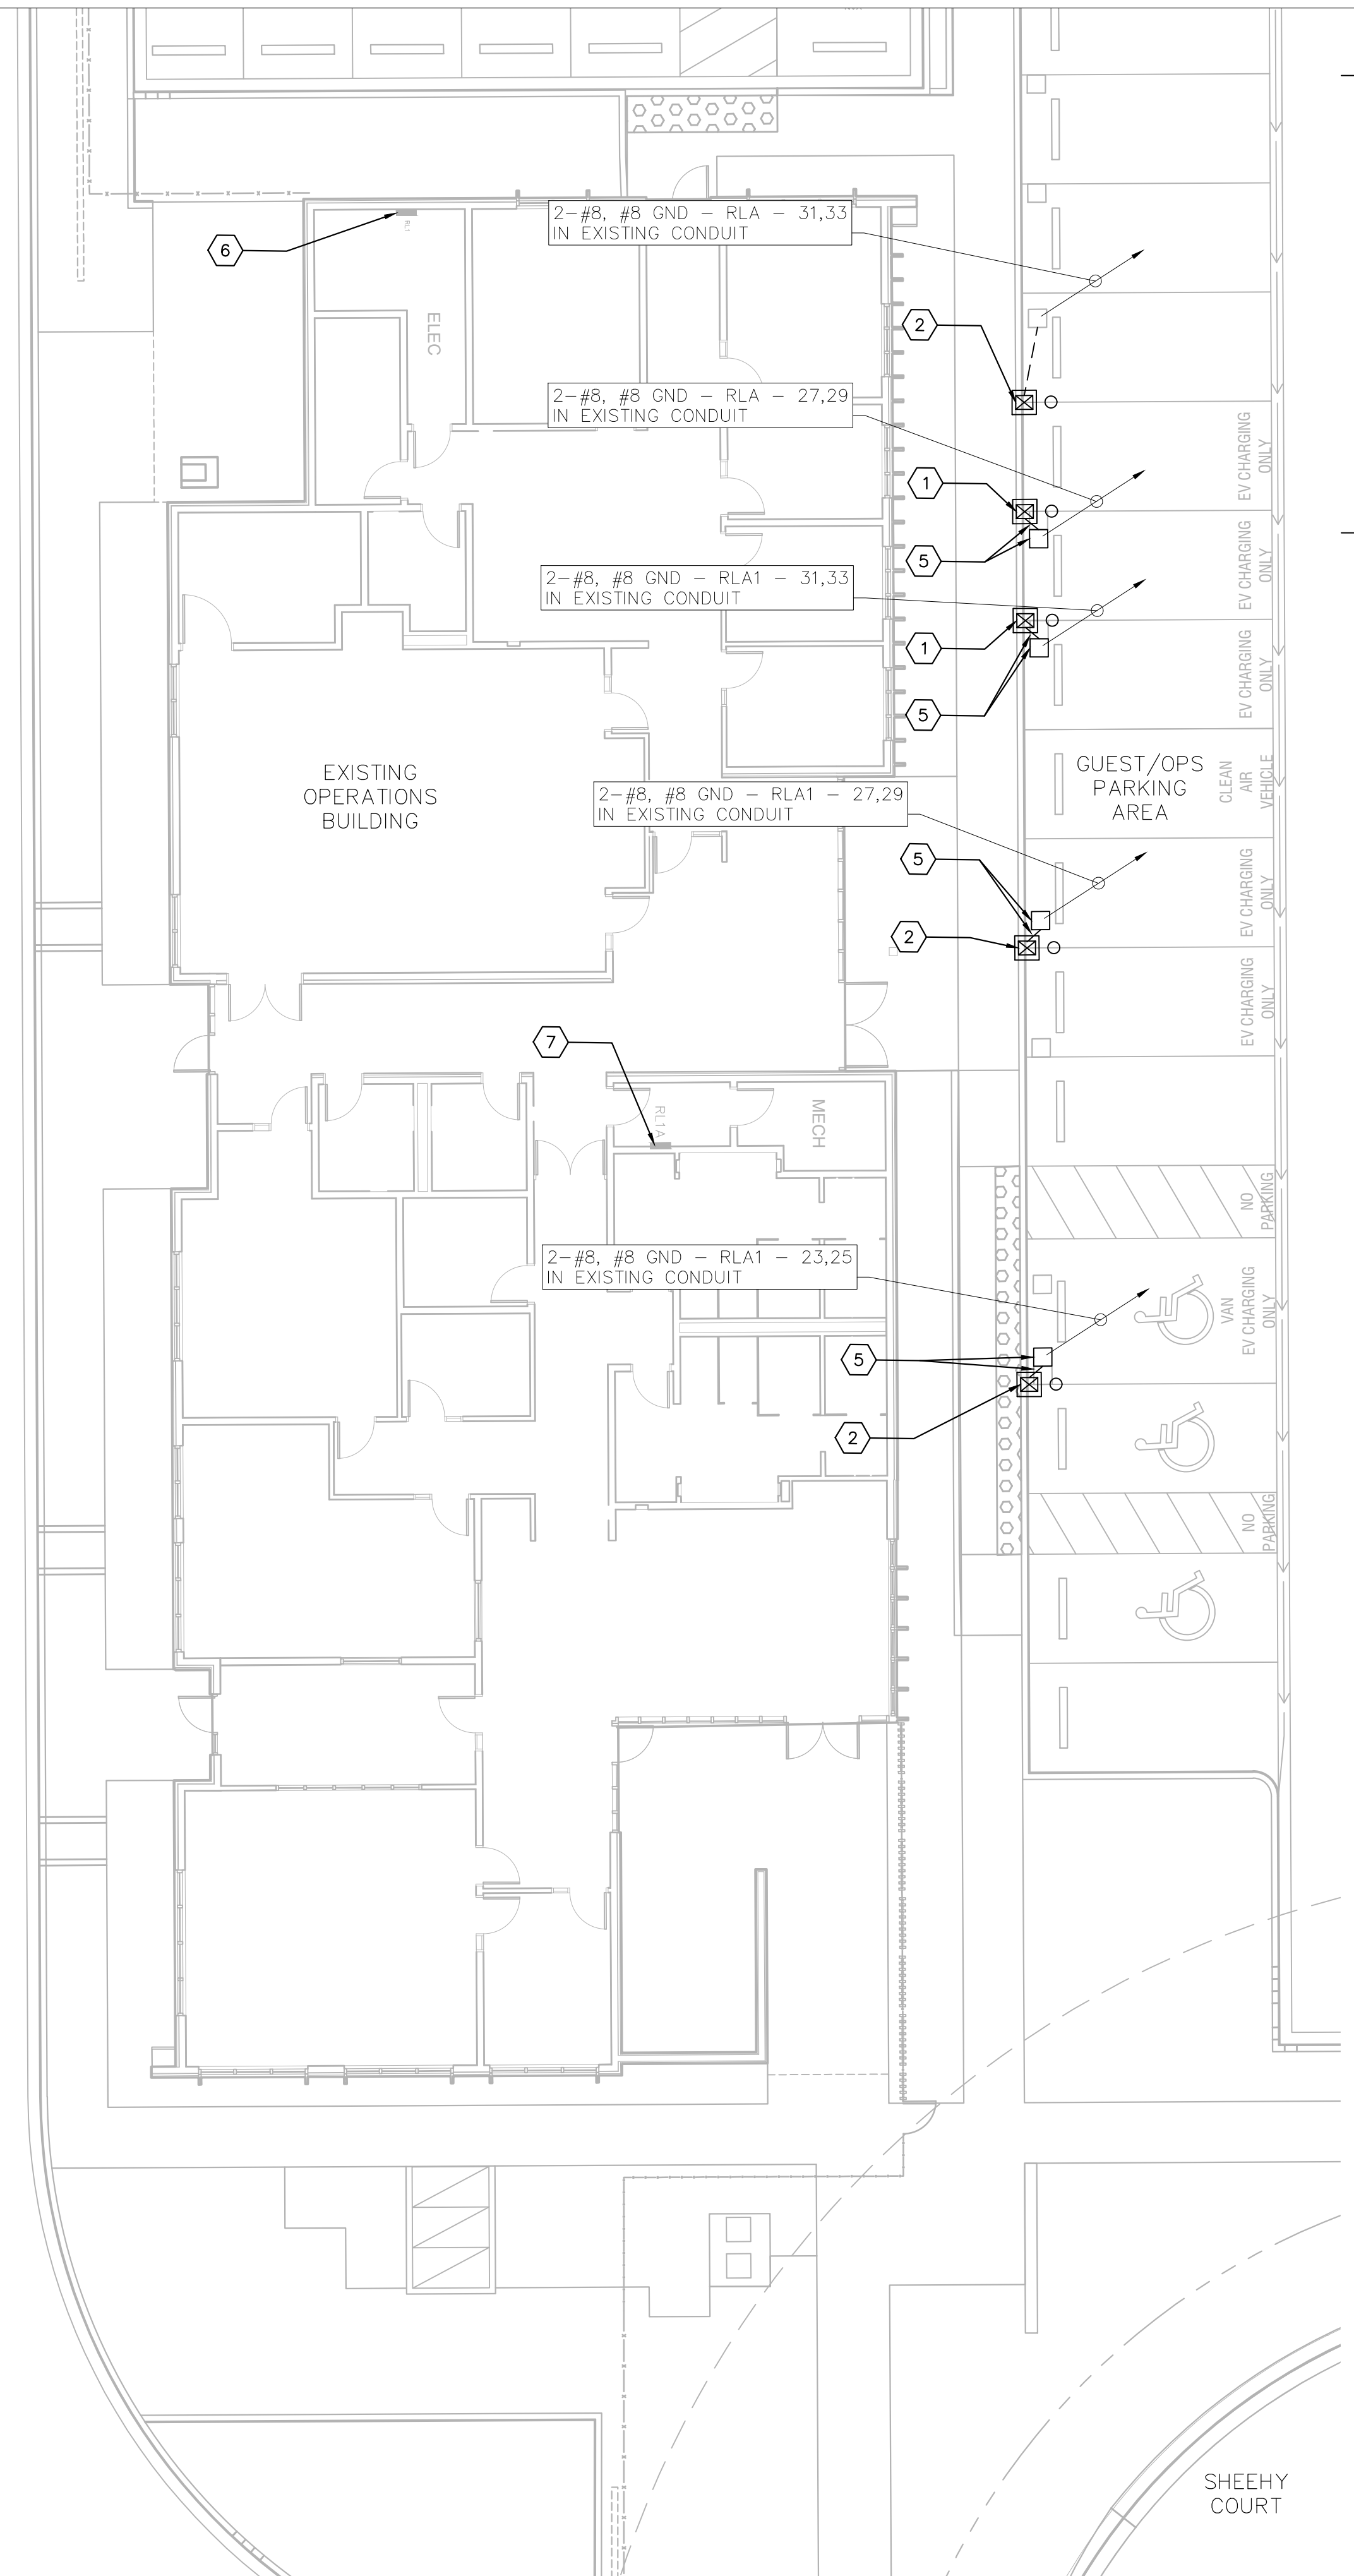 2-#8, #8 GND - RLA - 31,33
IN EXISTING CONDUIT
6
RL1
ELEC
2
2-#8, #8 GND - RLA - 27,29
IN EXISTING CONDUIT
EV CHARGING
ONLY
1
5
EV CHARGING
ONLY
2-#8, #8 GND - RLA1 - 31,33
IN EXISTING CONDUIT
1
5
EV CHARGING
ONLY
EXISTING
OPERATIONS
BUILDING
GUEST/OPS
PARKING
AREA
CLEAN
AIR
VEHICLE
2-#8, #8 GND - RLA1 - 27,29
IN EXISTING CONDUIT
5
2
EV CHARGING
ONLY
EV CHARGING
ONLY
7
RL1A
MECH
NO
PARKING
2-#8, #8 GND - RLA1 - 23,25
IN EXISTING CONDUIT
VAN
EV CHARGING
ONLY
5
2
NO
PARKING
SHEEHY
COURT